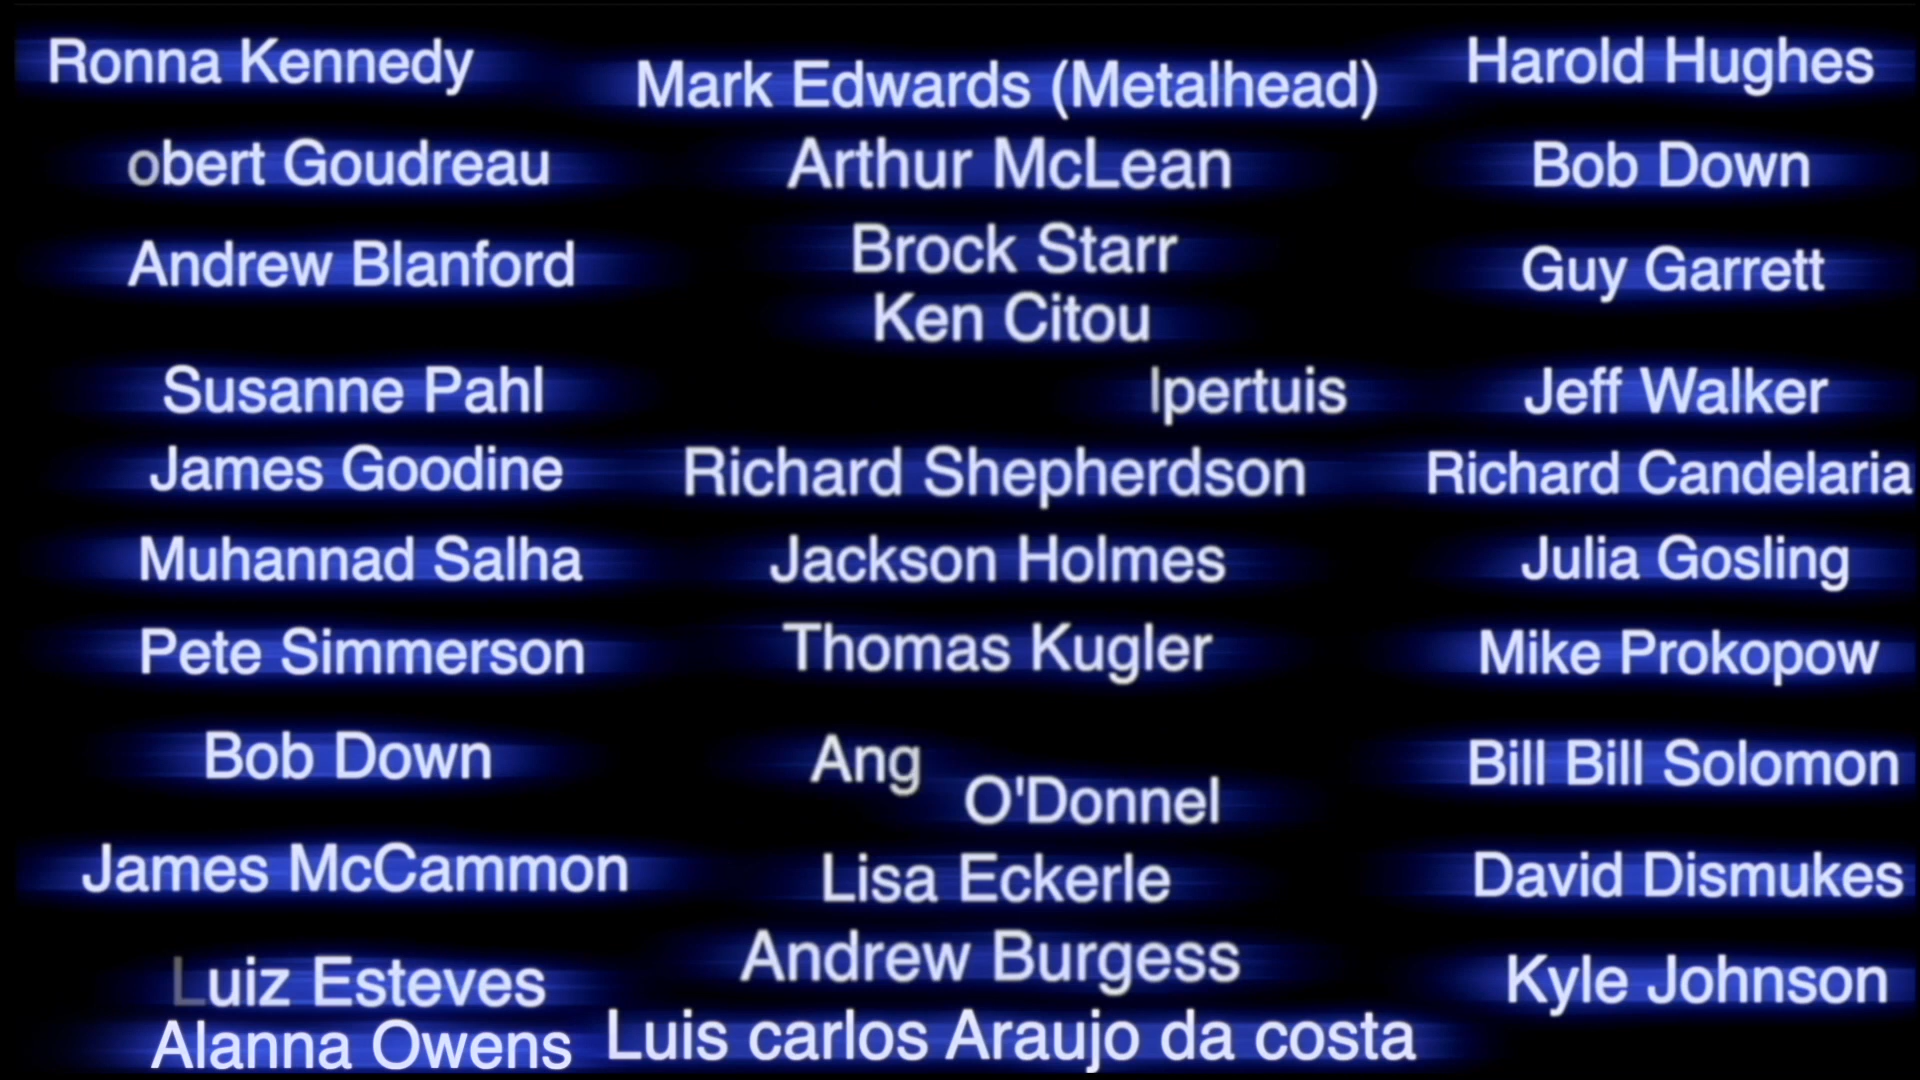 Ronna Kennedy
obert Goudreau
Andrew Blanford
Susanne Pahl
James Goodine
Muhannad Salha
Pete Simmerson
Bob Down
James McCammon
Luiz Esteves
Alanna Owens
Mark Edwards (Metalhead)
Arthur McLean
Brock Starr
Ken Citou
lpertuis
Richard Shepherdson
Jackson Holmes
Thomas Kugler
Ang
O'Donnel
Lisa Eckerle
Andrew Burgess
Luis carlos Araujo da costa
Harold Hughes
Bob Down
Guy Garrett
Jeff Walker
Richard Candelaria
Julia Gosling
Mike Prokopow
Bill Bill Solomon
David Dismukes
Kyle Johnson